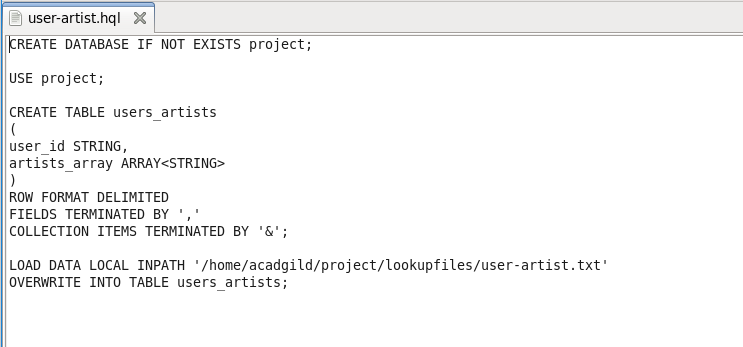 user-artist.hql
CREATE DATABASE IF NOT EXISTS project;
USE project;
CREATE TABLE users_artists
(
user_id STRING,
artists_array ARRAY<STRING>
)
ROW FORMAT DELIMITED
FIELDS TERMINATED BY ','
COLLECTION ITEMS TERMINATED BY '&';
LOAD DATA LOCAL INPATH '/home/acadgild/project/lookupfiles/user-artist.txt'
OVERWRITE INTO TABLE users_artists;